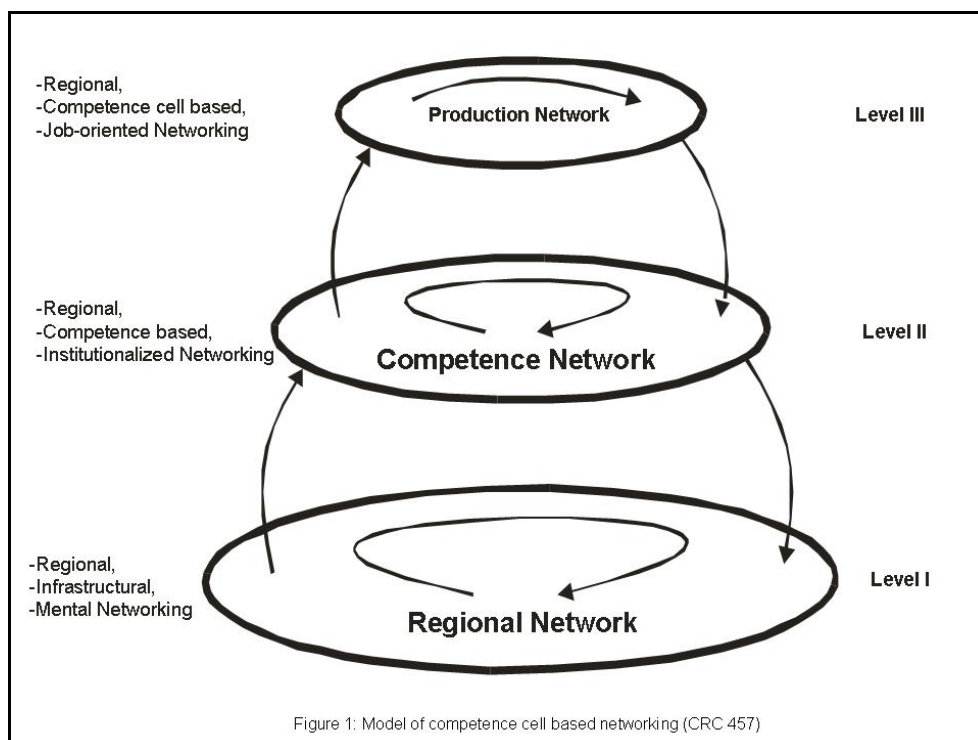 -Regional,
-Competence cell based,
-Job-oriented Networking
Production Network
Level III
-Regional,
-Competence based,
-Institutionalized Networking
Competence Network
Level II
-Regional,
-Infrastructural,
-Mental Networking
Regional Network
Level I
Figure 1: Model of competence cell based networking (CRC 457)